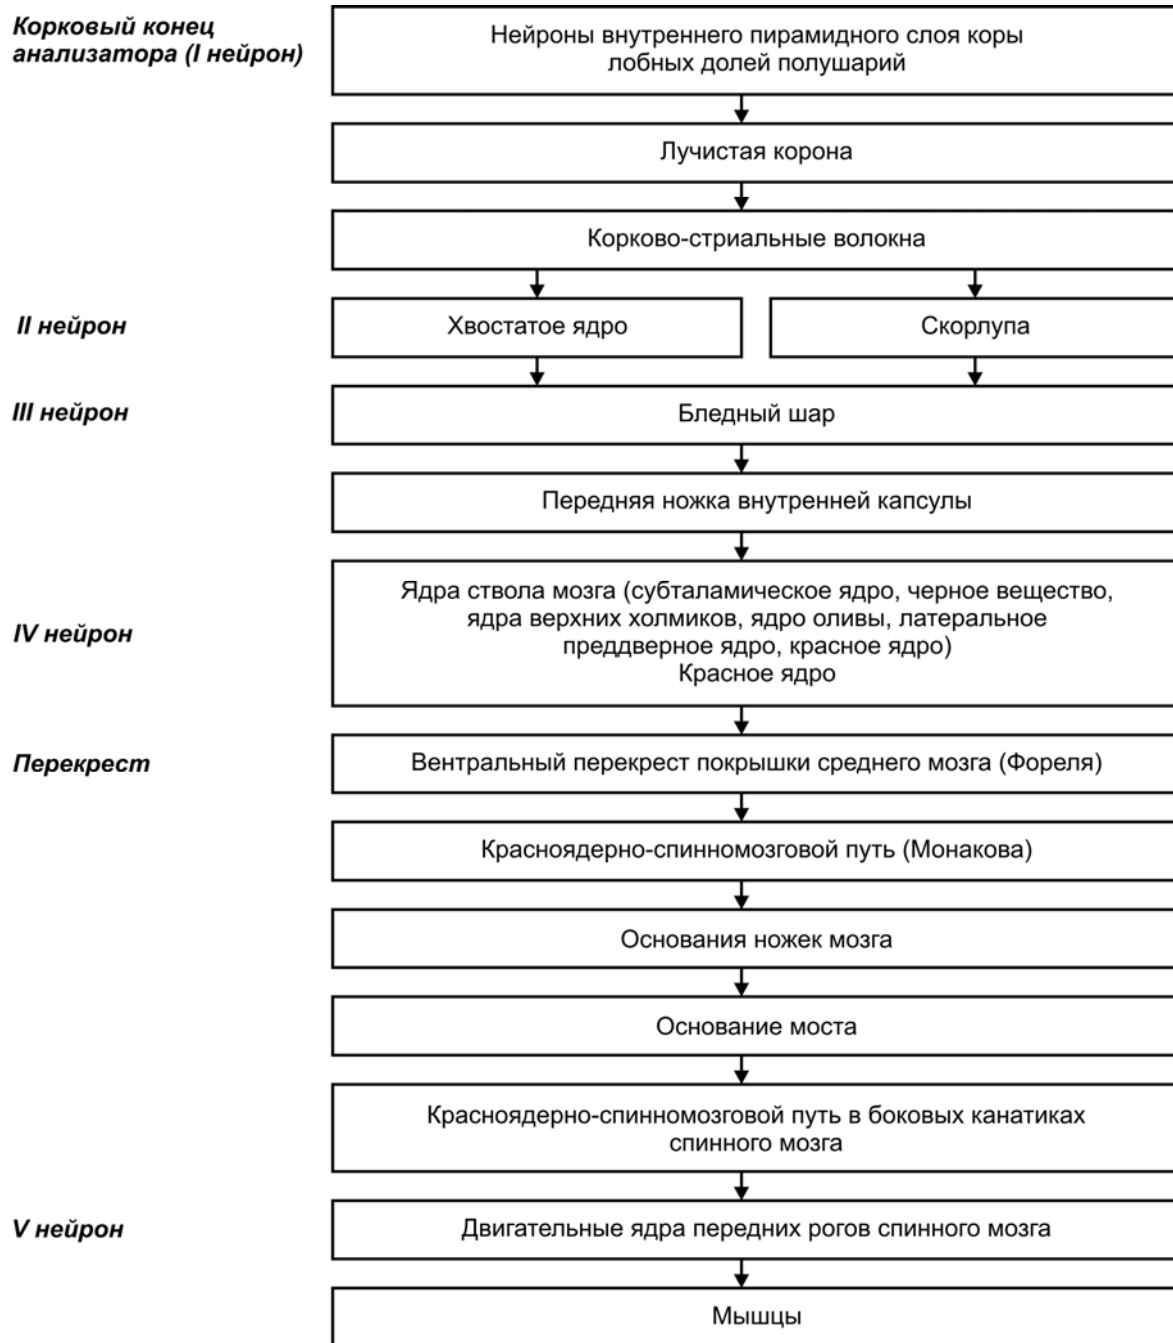 Корковый конец
анализатора (I нейрон)
Нейроны внутреннего пирамидного слоя коры
лобных долей полушарий
Лучистая корона
Корково-стриальные волокна
II нейрон
Хвостатое ядро
Скорлупа
III нейрон
Бледный шар
Передняя ножка внутренней капсулы
IV нейрон
Ядра ствола мозга (субталамическое ядро, черное вещество,
ядра верхних холмиков, ядро оливы, латеральное
преддверное ядро, красное ядро)
Красное ядро
Перекрест
Вентральный перекрест покрышки среднего мозга (Фореля)
Красноядерно-спинномозговой путь (Монакова)
Основания ножек мозга
Основание моста
Красноядерно-спинномозговой путь в боковых канатиках
спинного мозга
V нейрон
Двигательные ядра передних рогов спинного мозга
Мышцы